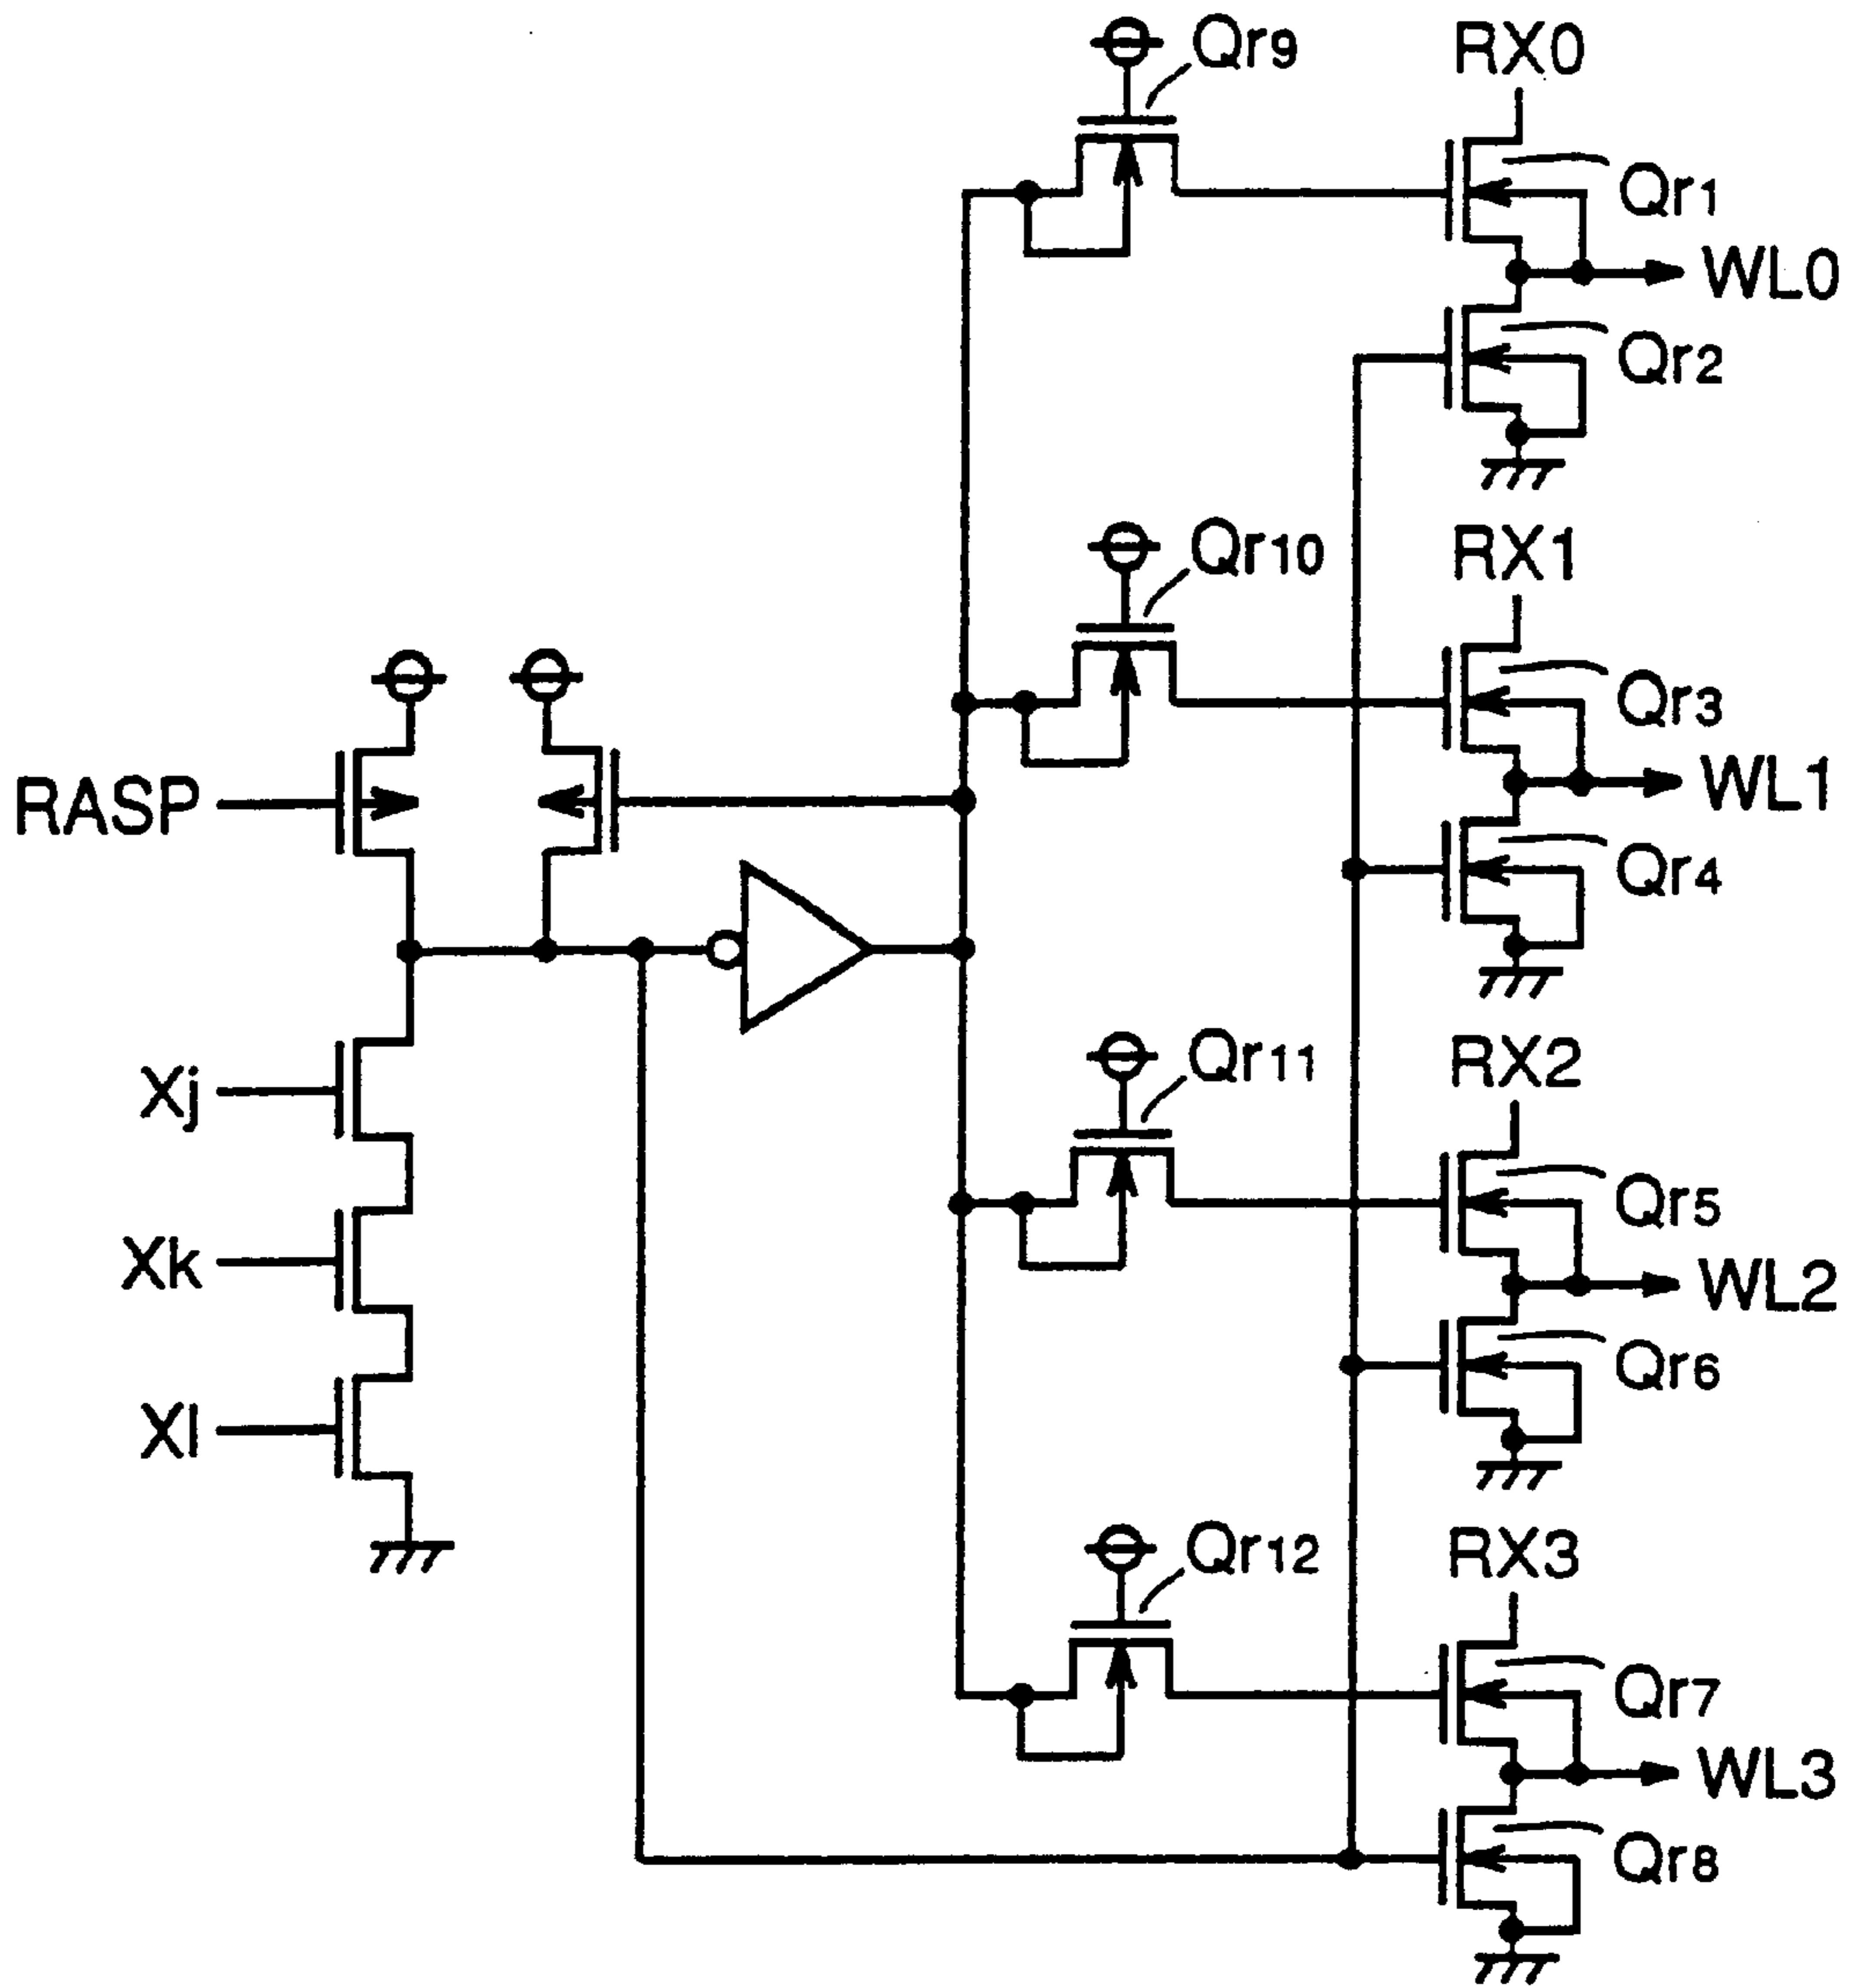 Qr9
RX0
Qr1
WL0
Qr2
Qr10
RX1
Qr3
RASP
WL1
Qr4
Qr11
RX2
Xj
Qr5
Xk
WL2
Qr6
Xl
Qr12
RX3
Qr7
WL3
Qr8